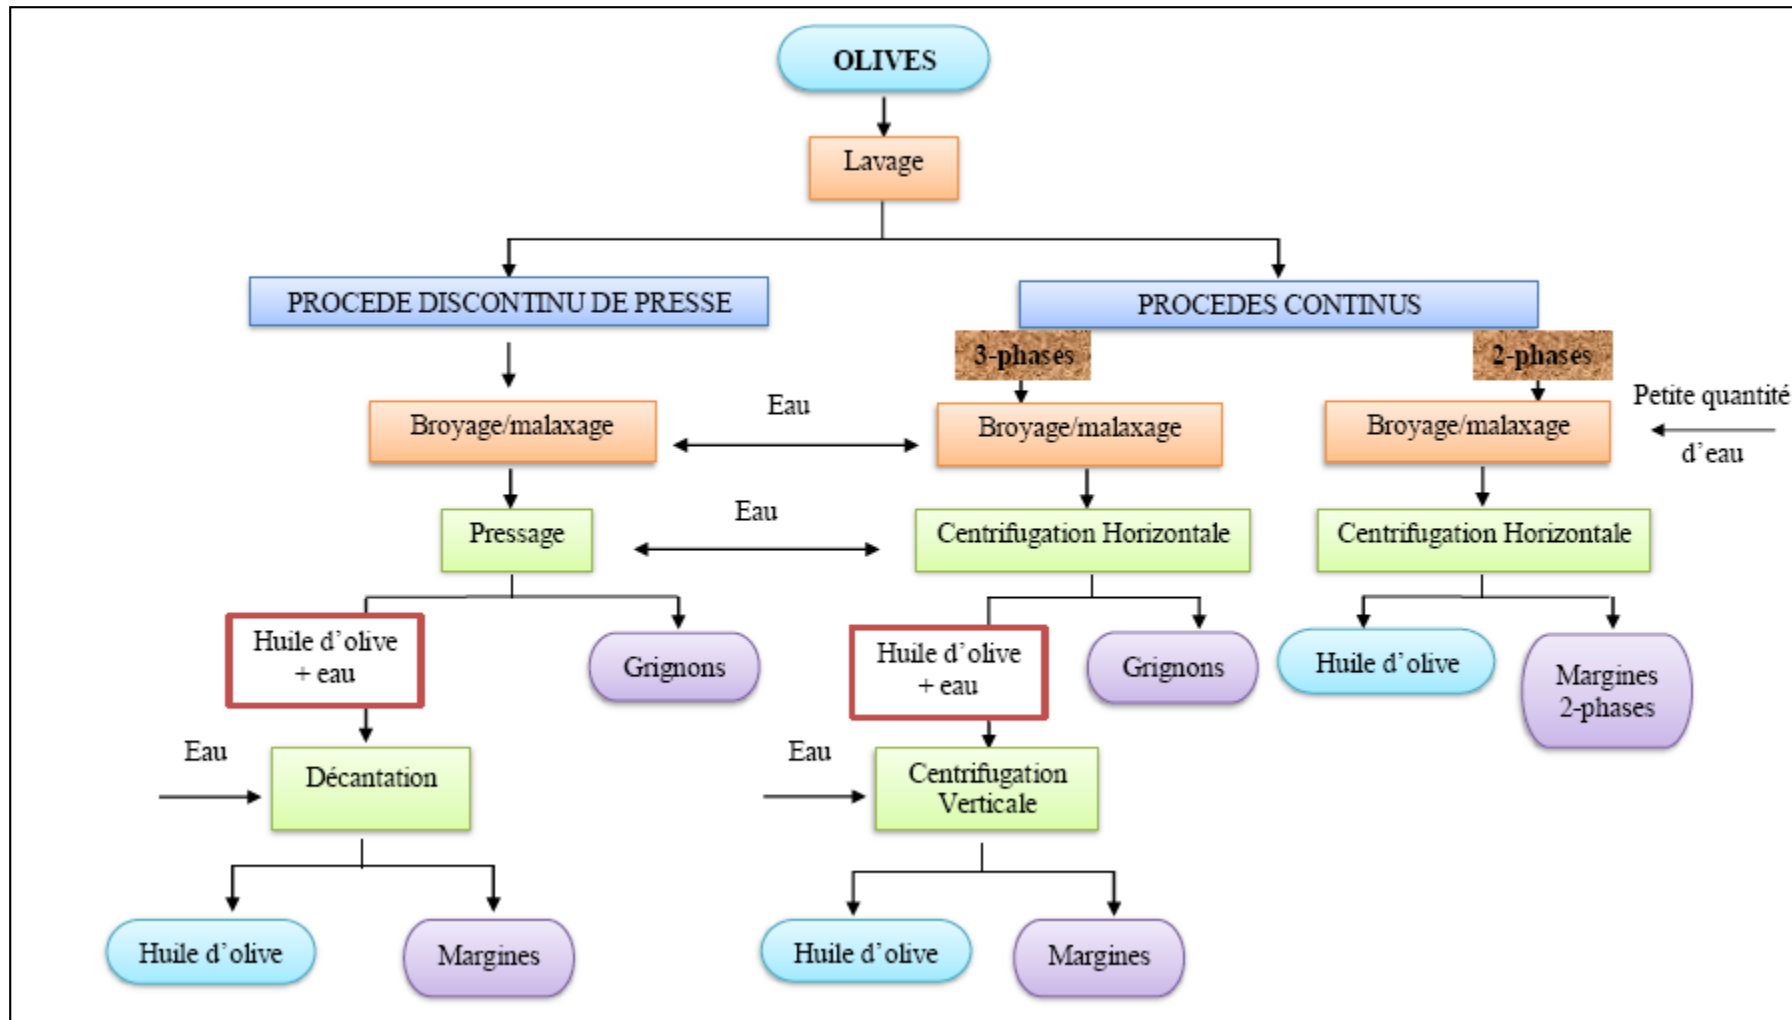 OLIVES
Lavage
PROCEDE DISCONTINU DE PRESSE
PROCEDES CONTINUS
3-phases
2-phases
Broyage/malaxage
Eau
Broyage/malaxage
Broyage/malaxage
Petite quantité
d’eau
Pressage
Eau
Centrifugation Horizontale
Centrifugation Horizontale
Huile d’olive
+ eau
Grignons
Huile d’olive
+ eau
Grignons
Huile d’olive
Margines
2-phases
Eau
Décantation
Eau
Centrifugation
Verticale
Huile d’olive
Margines
Huile d’olive
Margines